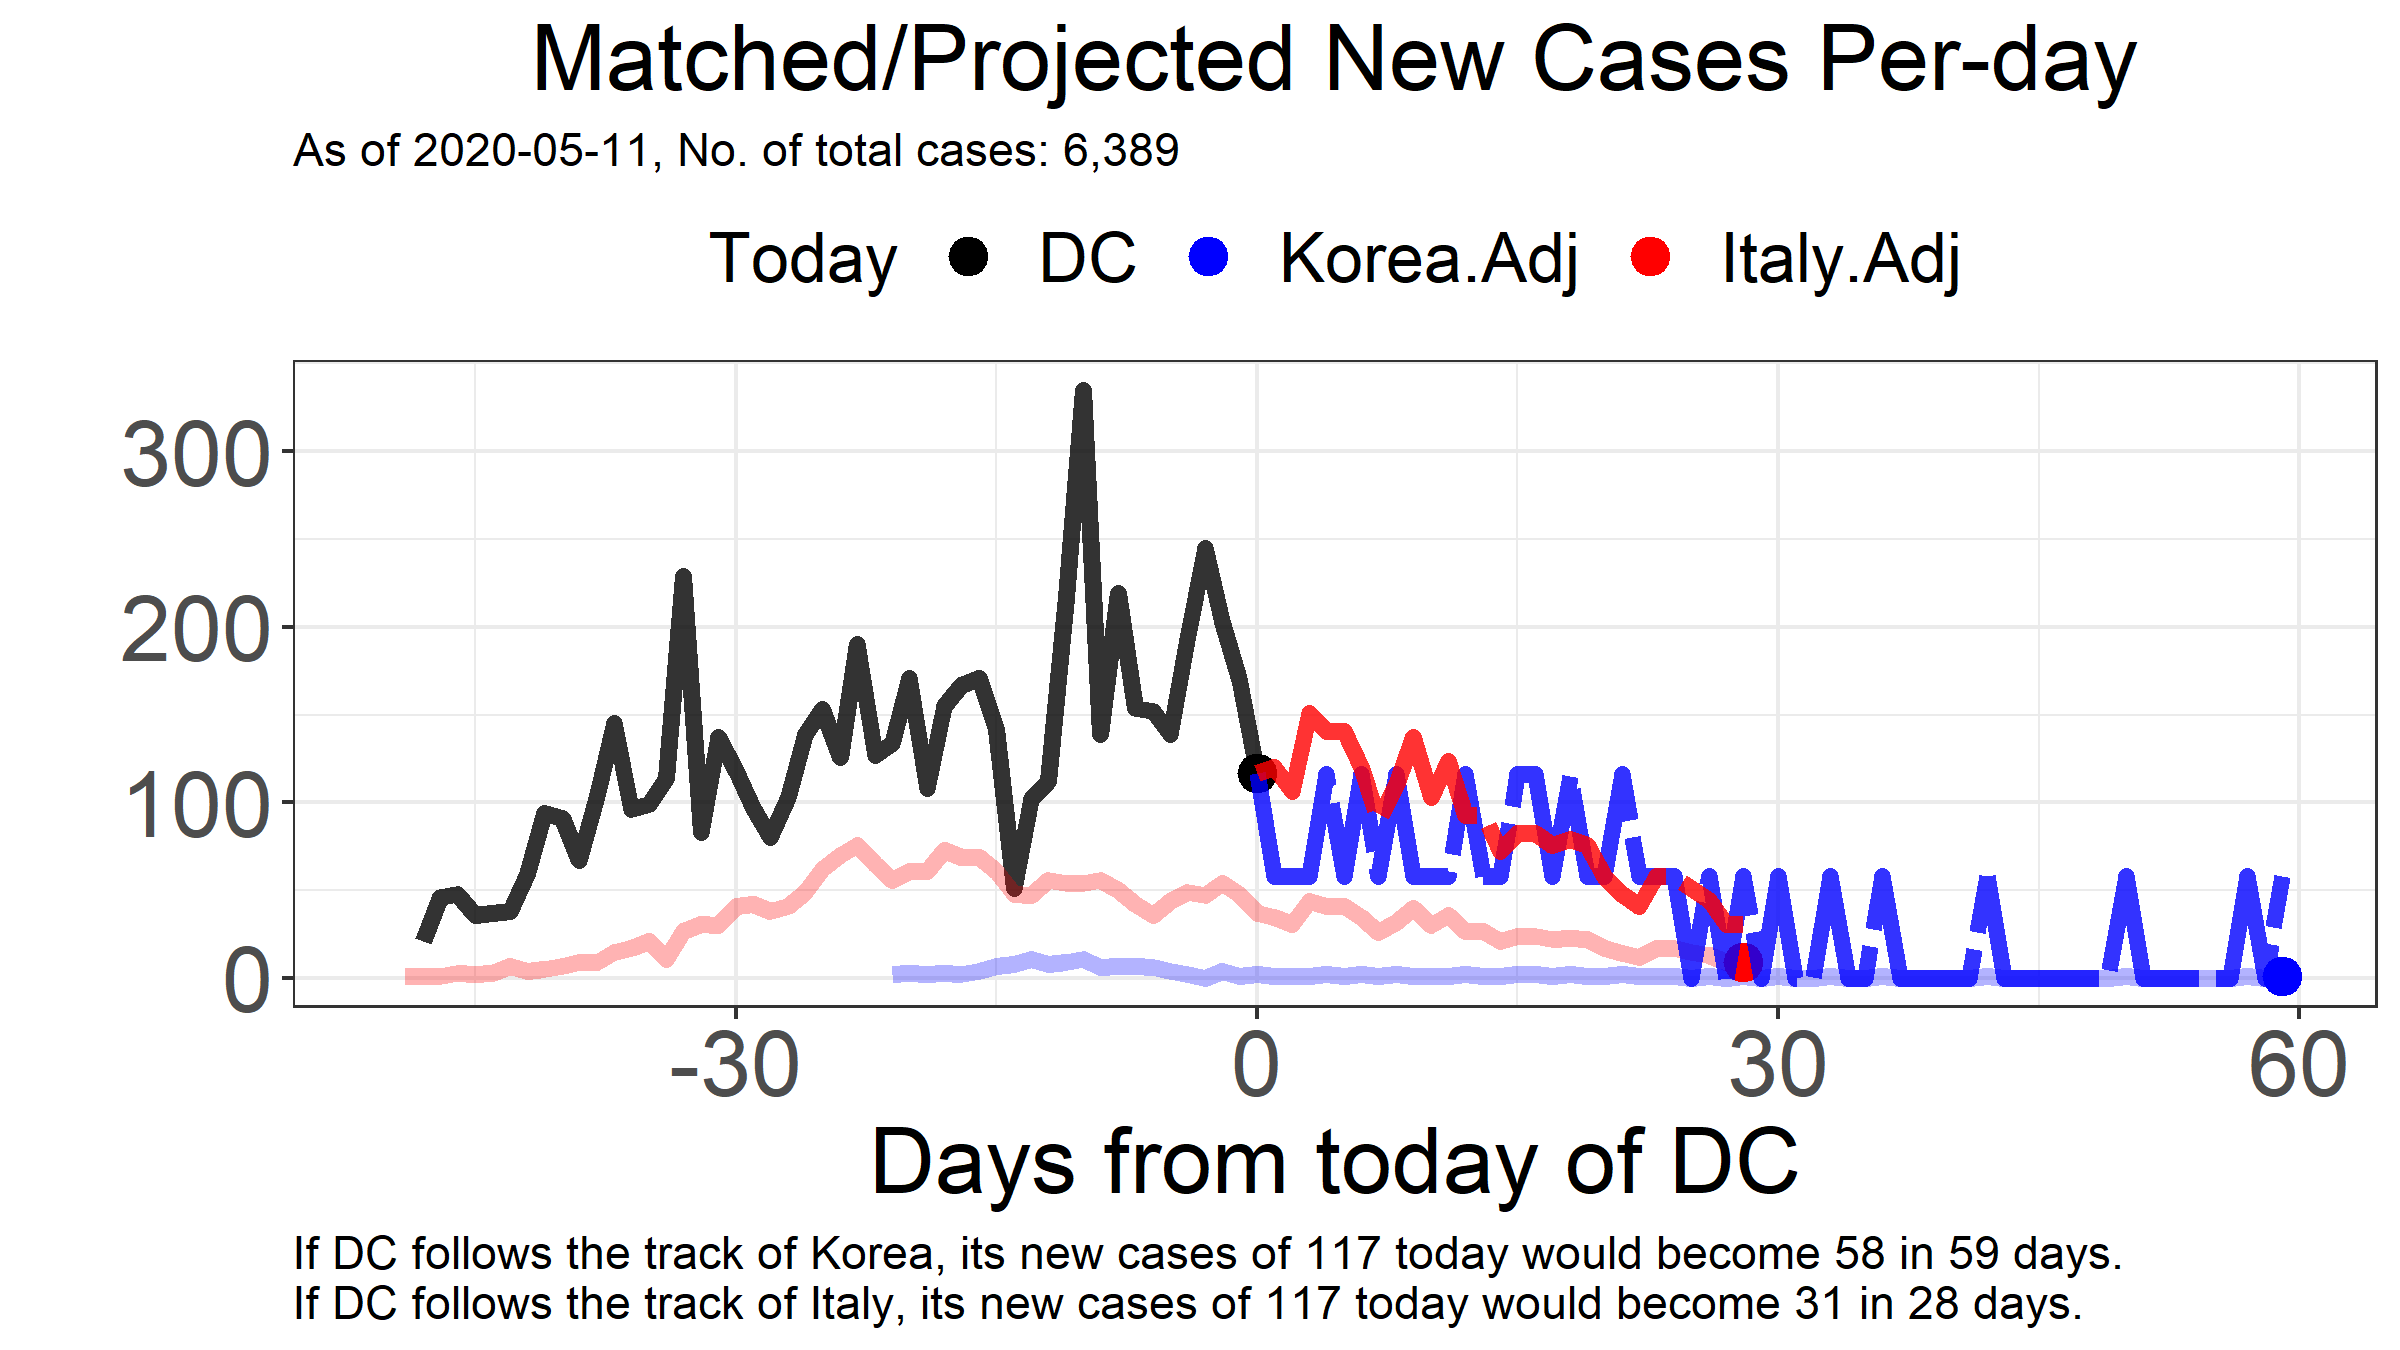 Matched/Projected New Cases Per-day
As of 2020-05-11, No. of total cases: 6,389
Today DC Korea.Adj Italy.Adj
300
200
100
0
-30 0 30 60
Days from today of DC
If DC follows the track of Korea, its new cases of 117 today would become 58 in 59 days.
If DC follows the track of Italy, its new cases of 117 today would become 31 in 28 days.